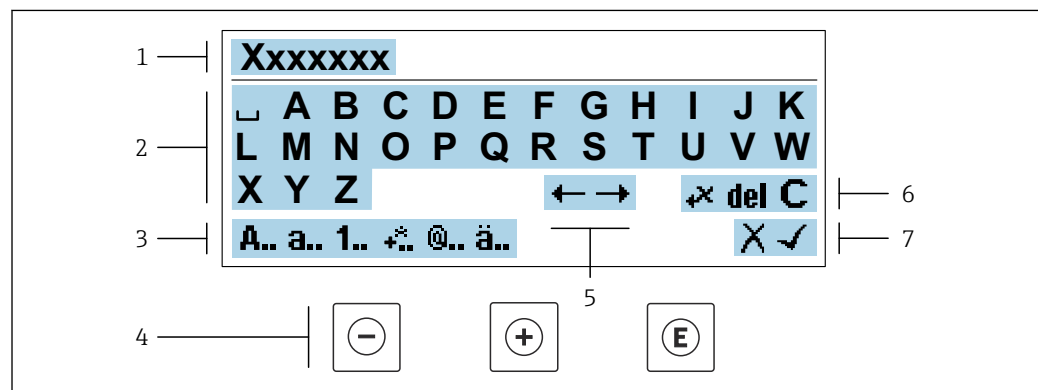 1 Xxxxxxx
␣ A B C D E F G H I J K
2 L M N O P Q R S T U V W
X Y Z ← → +× del C 6
3 A.. a.. 1.. +*.. @.. ä.. X ✓ 7
5
4 − + E